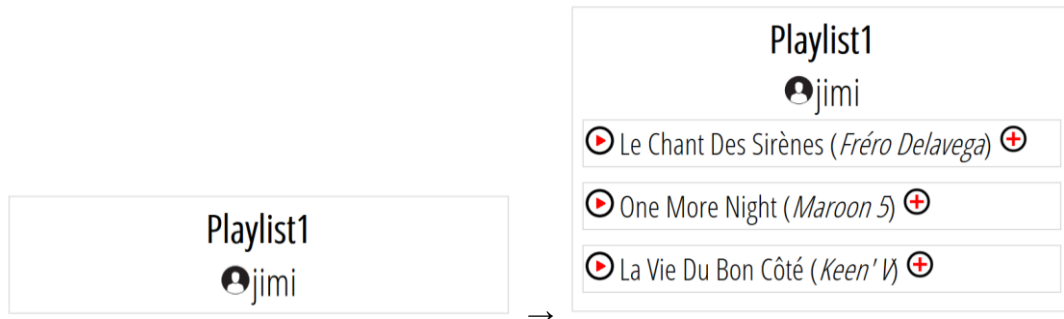 Playlist1
jimi
→
Playlist1
jimi
Le Chant Des Sirènes (Fréro Delavega)
One More Night (Maroon 5)
La Vie Du Bon Côté (Keen' V)